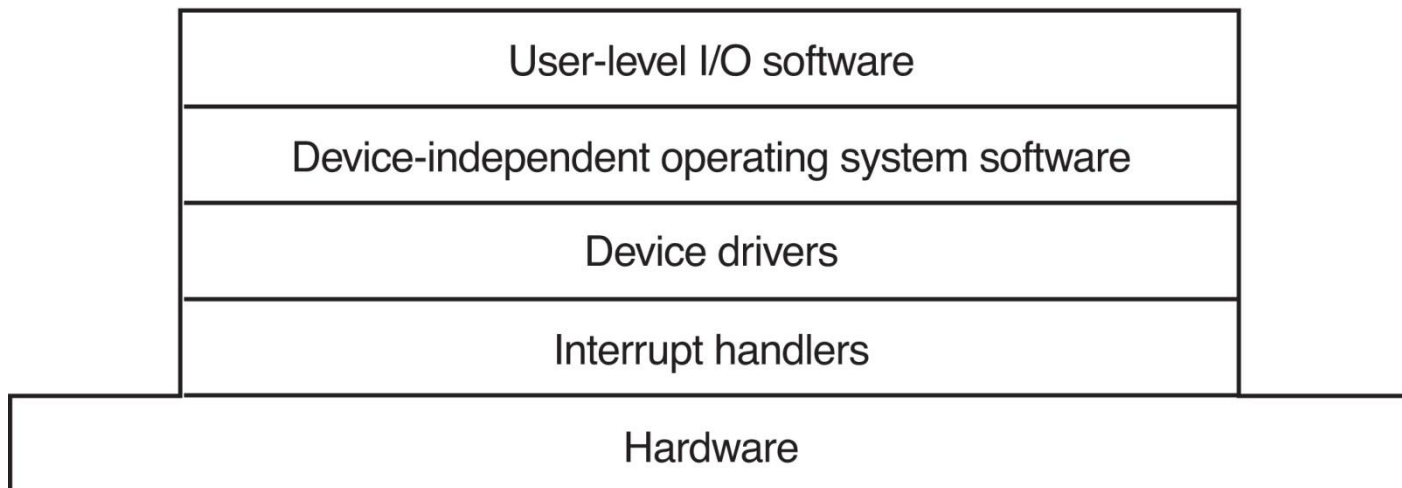 User-level I/O software
Device-independent operating system software
Device drivers
Interrupt handlers
Hardware